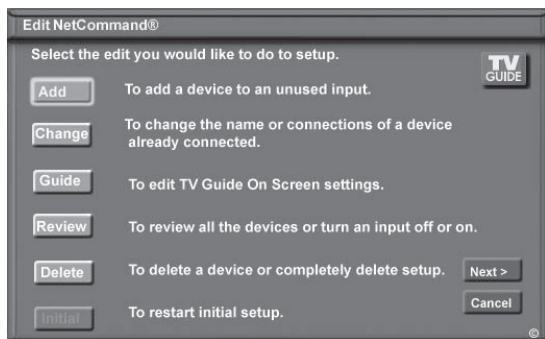 Edit NetCommand®
Select the edit you would like to do to setup.
TV
GUIDE
Add To add a device to an unused input.
Change To change the name or connections of a device
already connected.
Guide To edit TV Guide On Screen settings.
Review To review all the devices or turn an input off or on.
Delete To delete a device or completely delete setup. Next >
Initial To restart initial setup. Cancel
©